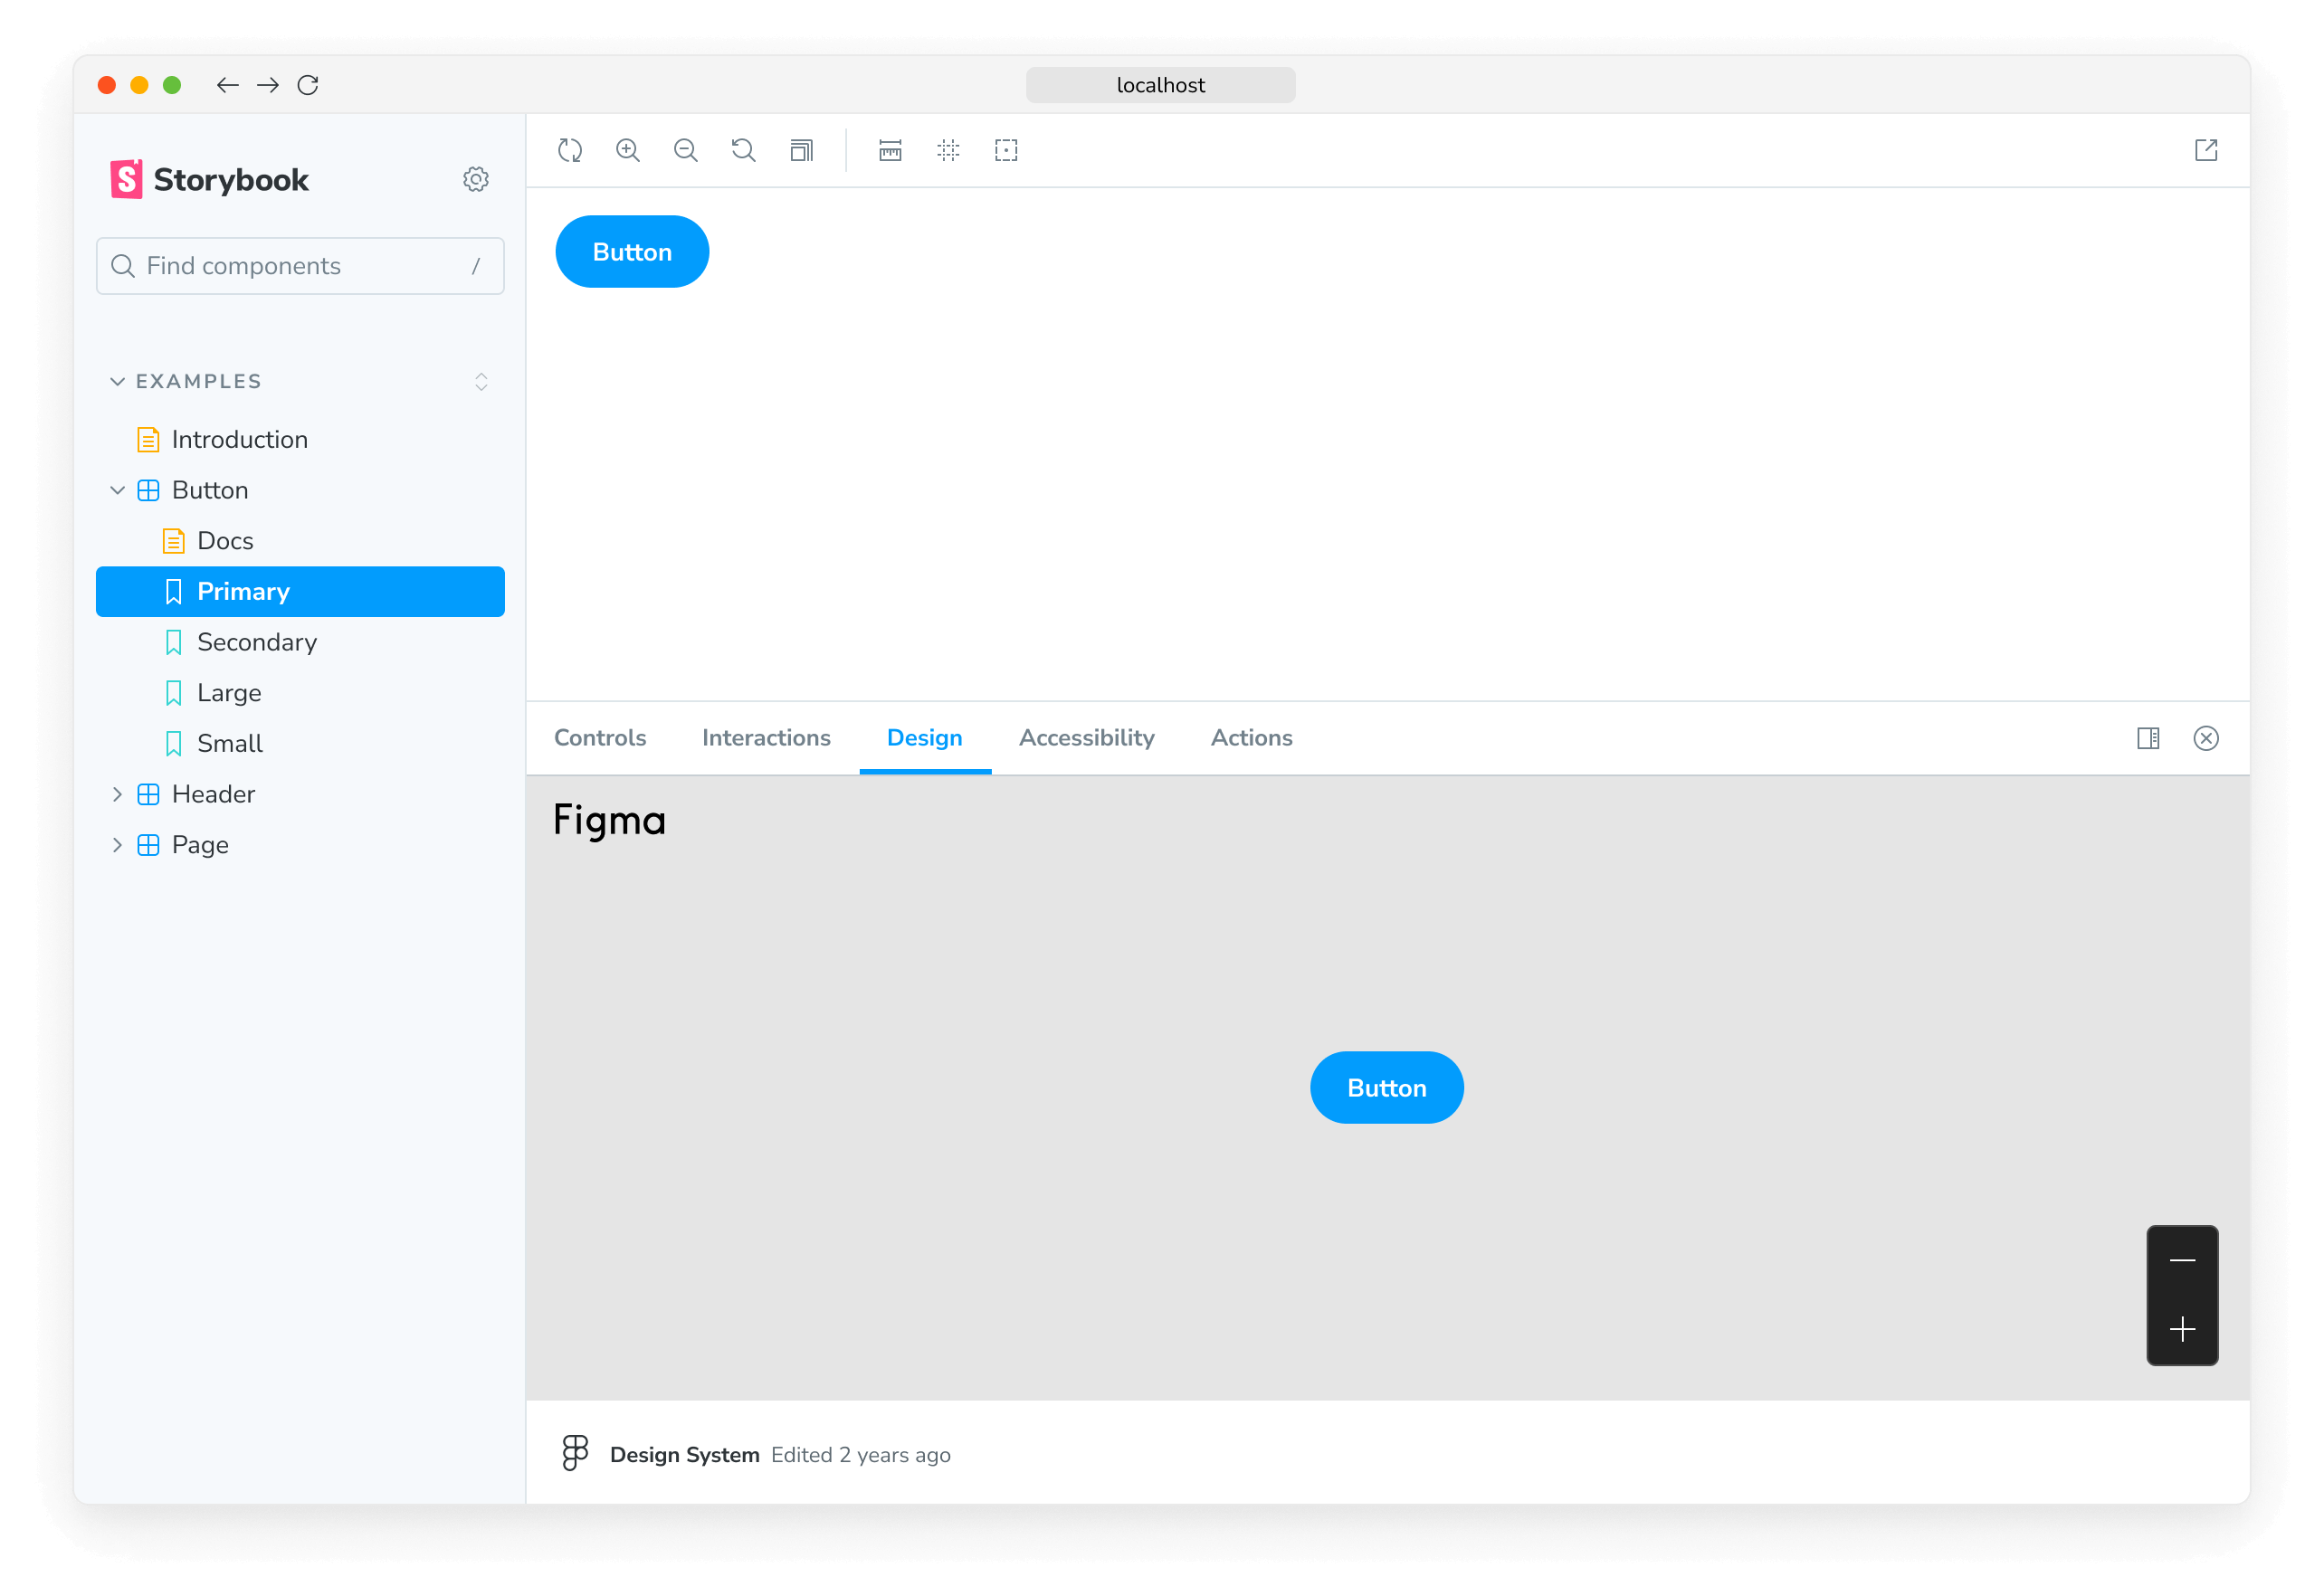 localhost
Storybook
Find components /
EXAMPLES
Introduction
Button
Docs
Primary
Secondary
Large
Small
Header
Page
Button
Controls Interactions Design Accessibility Actions
Figma
Button
Design System Edited 2 years ago